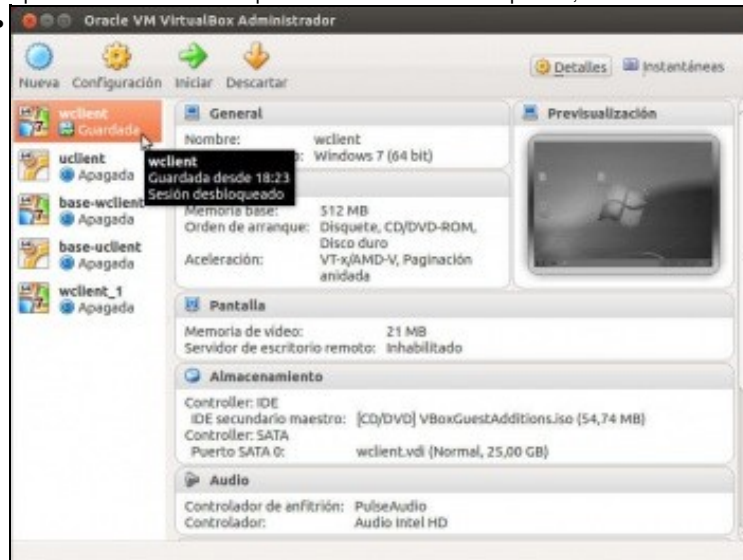 Oracle VM VirtualBox Administrador
Nueva Configuración Iniciar Descartar
Detalles Instantáneas
wclient
Guardada
uclient
Apagada
base-wclient
Apagada
base-uclient
Apagada
wclient_1
Apagada
wclient
Guardada desde 18:23
Sesión desbloqueado
General
Nombre: wclient
o: Windows 7 (64 bit)
Memoria base: 512 MB
Orden de arranque: Disquete, CD/DVD-ROM,
Disco duro
Aceleración: VT-x/AMD-V, Paginación
anidada
Previsualización
Pantalla
Memoria de vídeo: 21 MB
Servidor de escritorio remoto: Inhabilitado
Almacenamiento
Controller: IDE
IDE secundario maestro: [CD/DVD] VBoxGuestAdditions.iso (54,74 MB)
Controller: SATA
Puerto SATA 0: wclient.vdi (Normal, 25,00 GB)
Audio
Controlador de anfitrión: PulseAudio
Controlador: Audio Intel HD